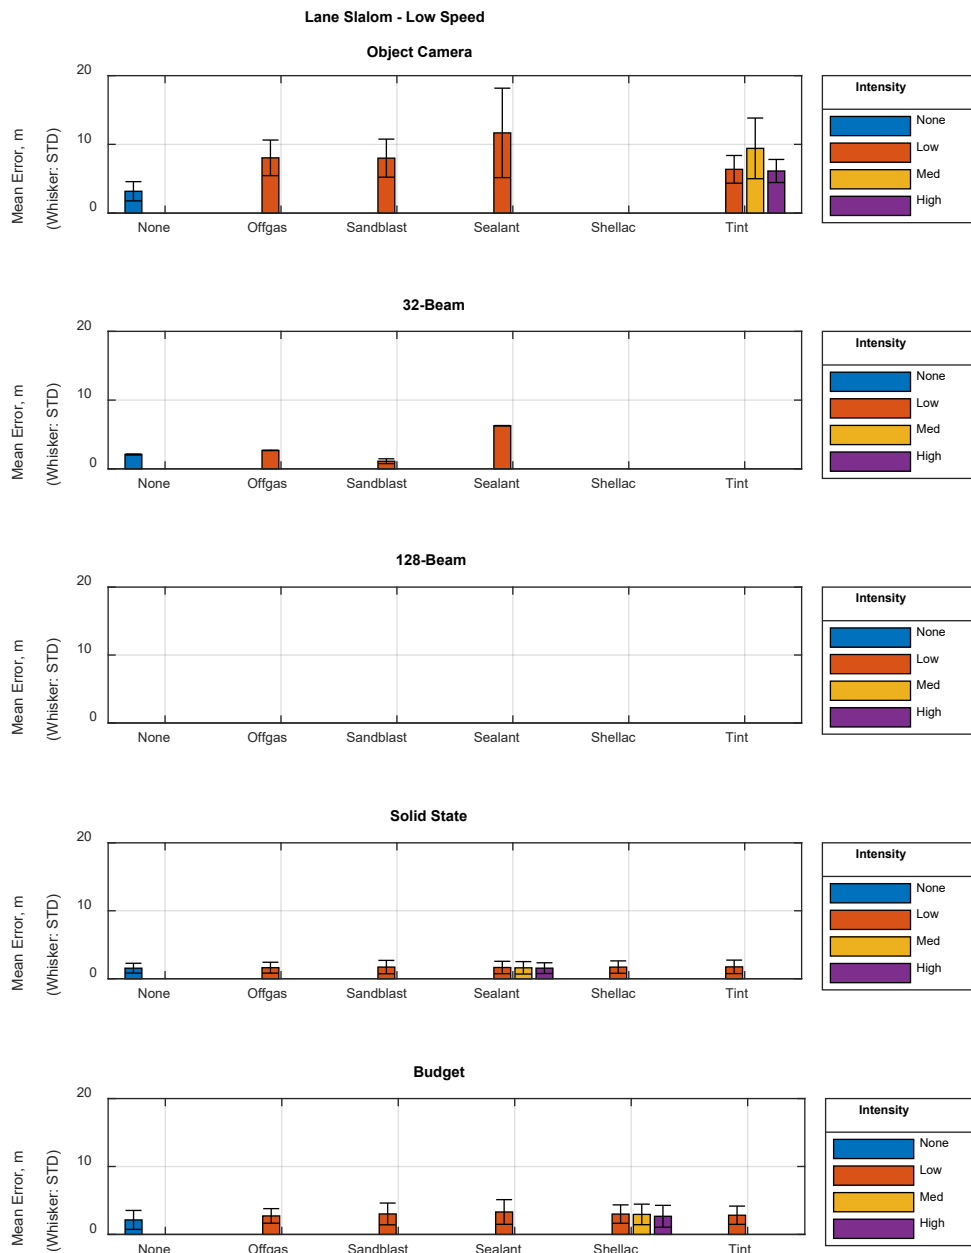 Lane Slalom - Low Speed
Object Camera
Mean Error, m
(Whisker: STD)
20
10
0
None Offgas Sandblast Sealant Shellac Tint
Intensity
None
Low
Med
High
32-Beam
Mean Error, m
(Whisker: STD)
20
10
0
None Offgas Sandblast Sealant Shellac Tint
Intensity
None
Low
Med
High
128-Beam
Mean Error, m
(Whisker: STD)
20
10
0
None Offgas Sandblast Sealant Shellac Tint
Intensity
None
Low
Med
High
Solid State
Mean Error, m
(Whisker: STD)
20
10
0
None Offgas Sandblast Sealant Shellac Tint
Intensity
None
Low
Med
High
Budget
Mean Error, m
(Whisker: STD)
20
10
0
None Offgas Sandblast Sealant Shellac Tint
Intensity
None
Low
Med
High